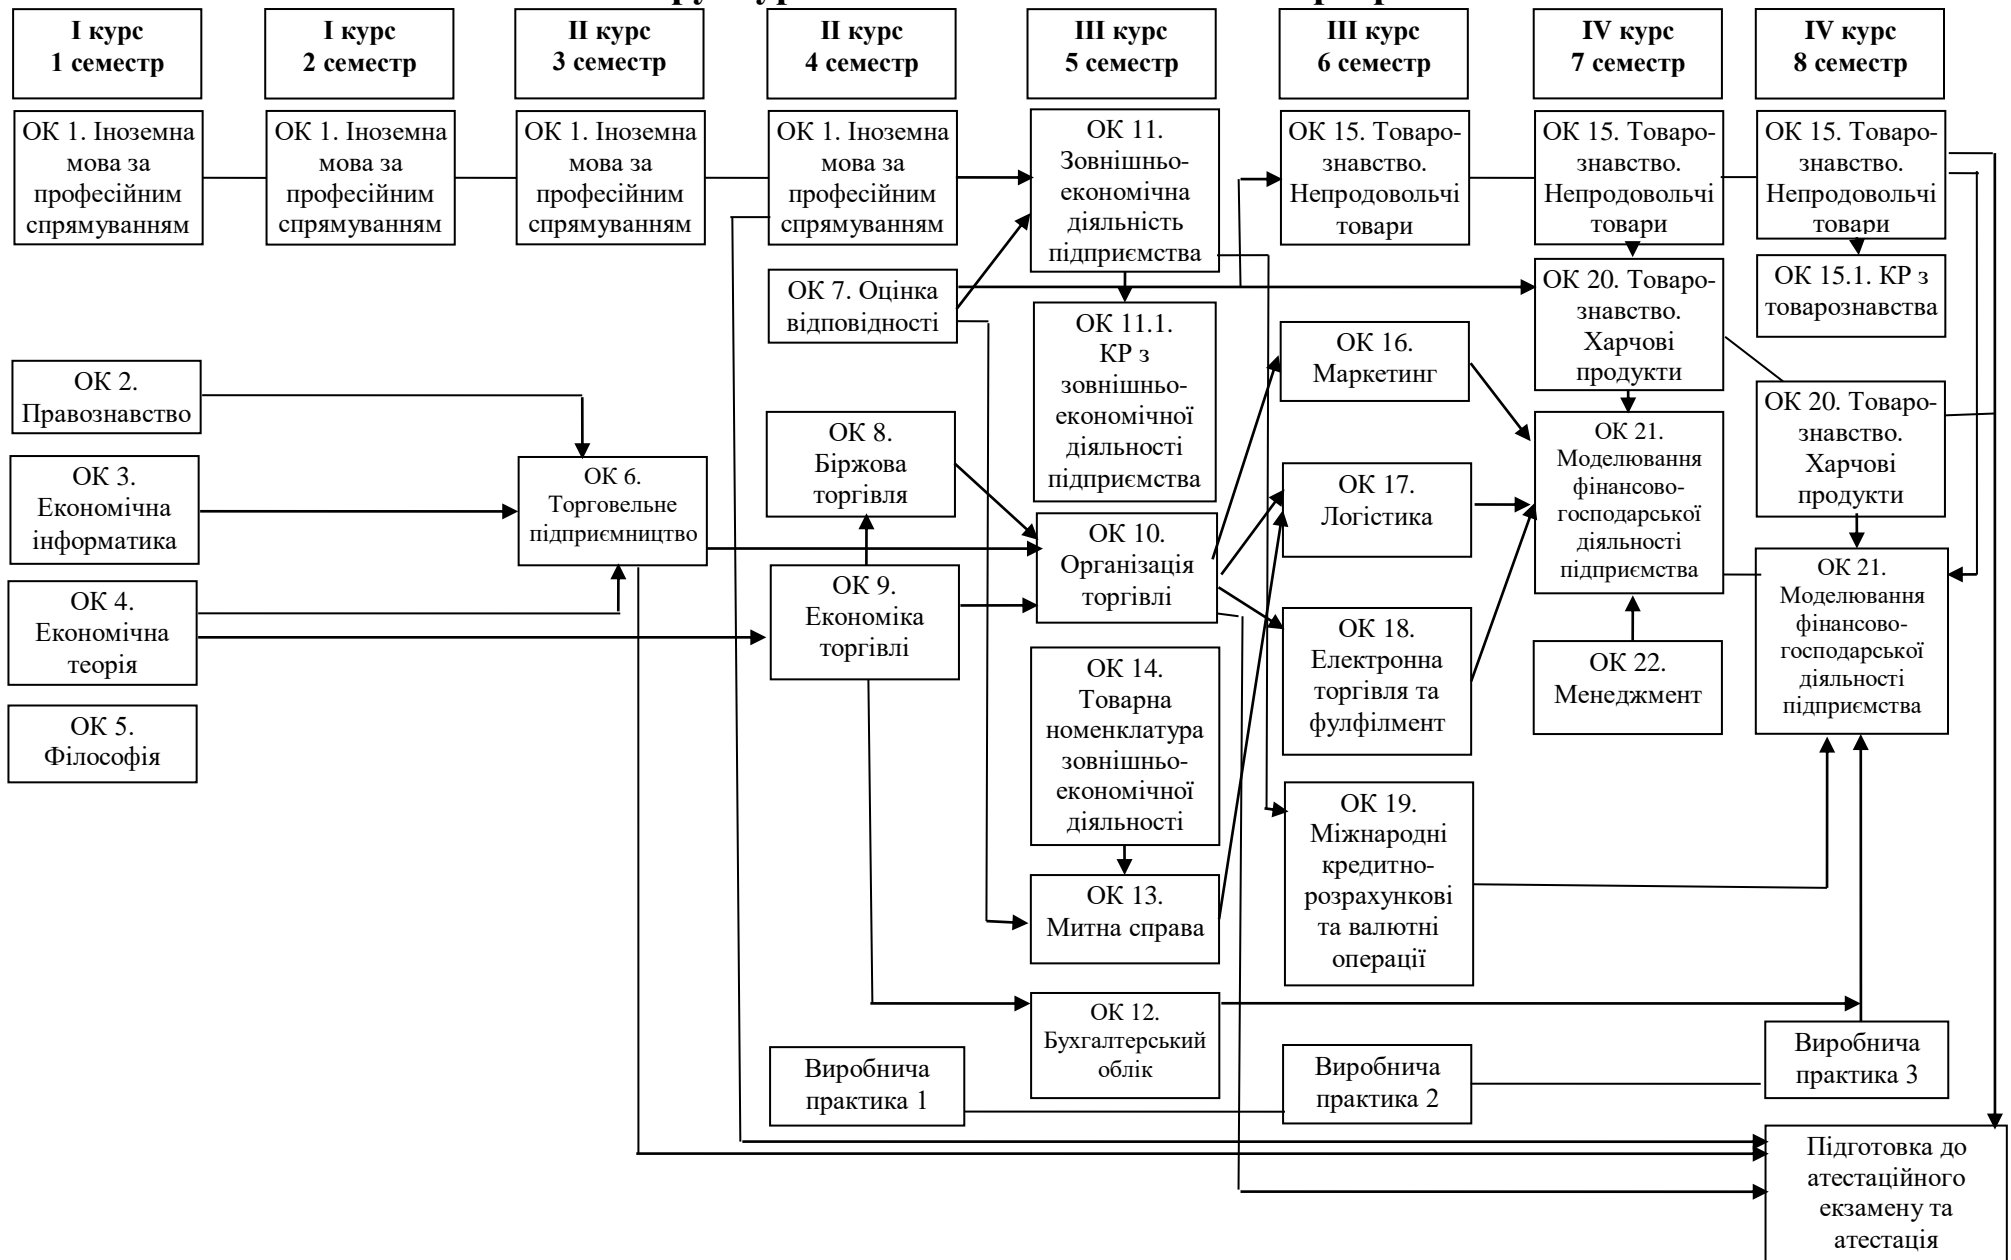 І курс
1 семестр
І курс
2 семестр
ІІ курс
3 семестр
ІІ курс
4 семестр
ІІІ курс
5 семестр
ІІІ курс
6 семестр
IV курс
7 семестр
IV курс
8 семестр
ОК 1. Іноземна
мова за
професійним
спрямуванням
ОК 1. Іноземна
мова за
професійним
спрямуванням
ОК 1. Іноземна
мова за
професійним
спрямуванням
ОК 1. Іноземна
мова за
професійним
спрямуванням
ОК 11.
Зовнішньо-
економічна
діяльність
підприємства
ОК 15. Товаро-
знавство.
Непродовольчі
товари
ОК 15. Товаро-
знавство.
Непродовольчі
товари
ОК 15. Товаро-
знавство.
Непродовольчі
товари
ОК 7. Оцінка
відповідності
ОК 11.1.
КР з
зовнішньо-
економічної
діяльності
підприємства
ОК 20. Товаро-
знавство.
Харчові
продукти
ОК 15.1. КР з
товарознавства
ОК 2.
Правознавство
ОК 16.
Маркетинг
ОК 20. Товаро-
знавство.
Харчові
продукти
ОК 3.
Економічна
інформатика
ОК 6.
Торговельне
підприємництво
ОК 8.
Біржова
торгівля
ОК 10.
Організація
торгівлі
ОК 17.
Логістика
ОК 21.
Моделювання
фінансово-
господарської
діяльності
підприємства
ОК 21.
Моделювання
фінансово-
господарської
діяльності
підприємства
ОК 4.
Економічна
теорія
ОК 9.
Економіка
торгівлі
ОК 18.
Електронна
торгівля та
фулфілмент
ОК 22.
Менеджмент
ОК 5.
Філософія
ОК 14.
Товарна
номенклатура
зовнішньо-
економічної
діяльності
ОК 19.
Міжнародні
кредитно-
розрахункові
та валютні
операції
ОК 13.
Митна справа
ОК 12.
Бухгалтерський
облік
Виробнича
практика 1
Виробнича
практика 2
Виробнича
практика 3
Підготовка до
атестаційного
екзамену та
атестація